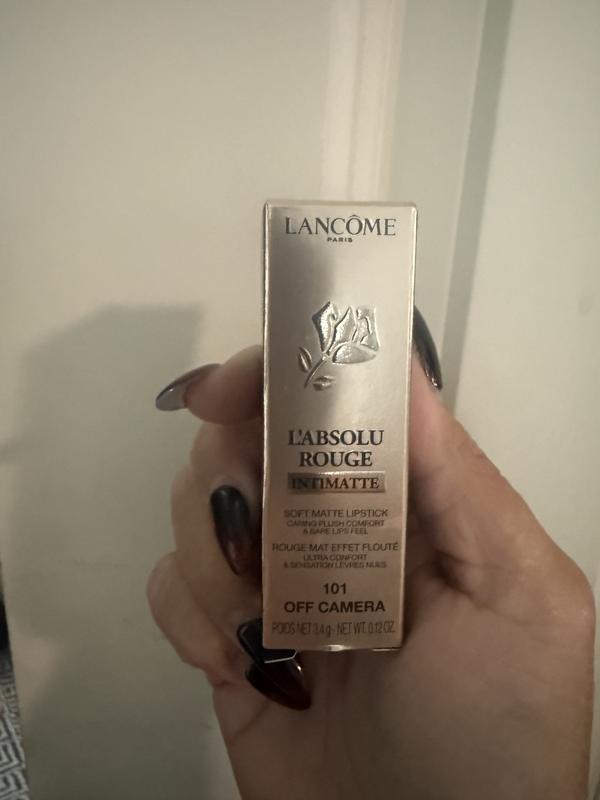 LANCÔME
PARIS
L'ABSOLU
ROUGE
INTIMATTE
SOFT MATTE LIPSTICK
CARING PLUSH COMFORT
& BARE LIPS FEEL
ROUGE MAT EFFET FLOUTÉ
ULTRA CONFORT
& SENSATION LÈVRES NUES
101
OFF CAMERA
POIDS NET 3,4 g - NET WT. 0.12 OZ.